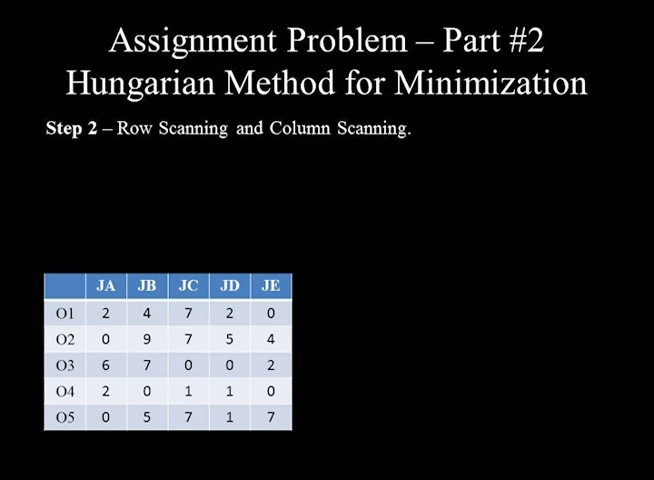 Assignment Problem – Part #2
Hungarian Method for Minimization
Step 2 – Row Scanning and Column Scanning.
JA JB JC JD JE
O1 2 4 7 2 0
O2 0 9 7 5 4
O3 6 7 0 0 2
O4 2 0 1 1 0
O5 0 5 7 1 7